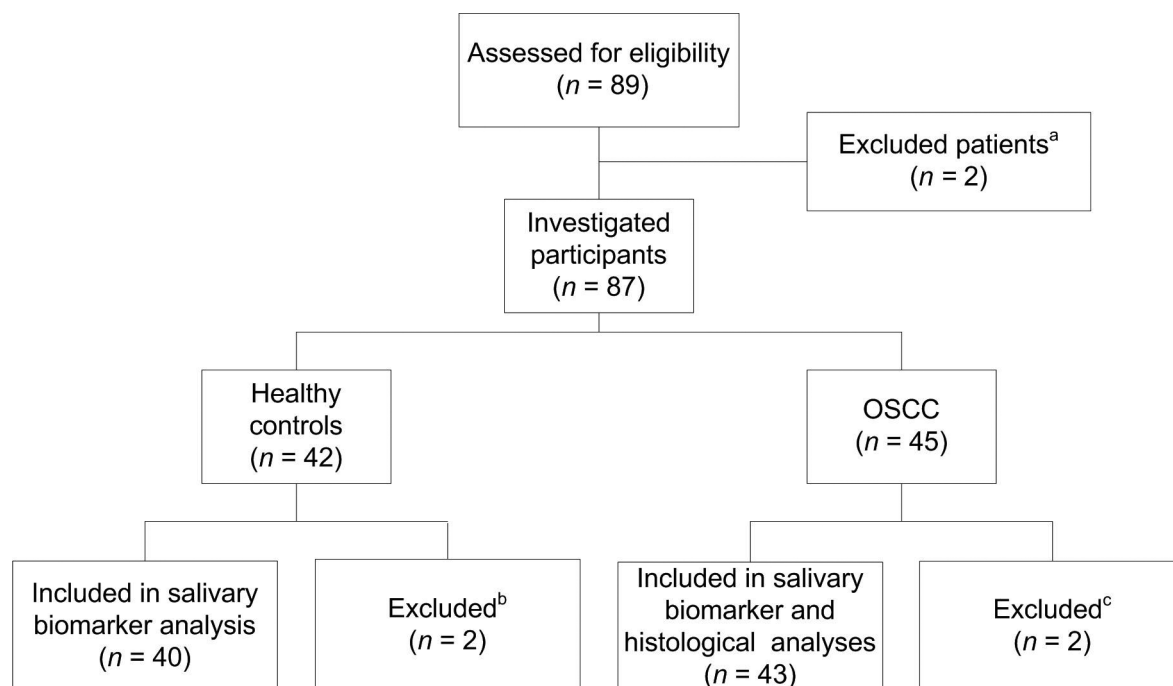 Assessed for eligibility
(n = 89)
Excluded patientsᵃ
(n = 2)
Investigated
participants
(n = 87)
Healthy
controls
(n = 42)
OSCC
(n = 45)
Included in salivary
biomarker analysis
(n = 40)
Excludedᵇ
(n = 2)
Included in salivary
biomarker and
histological analyses
(n = 43)
Excludedᶜ
(n = 2)